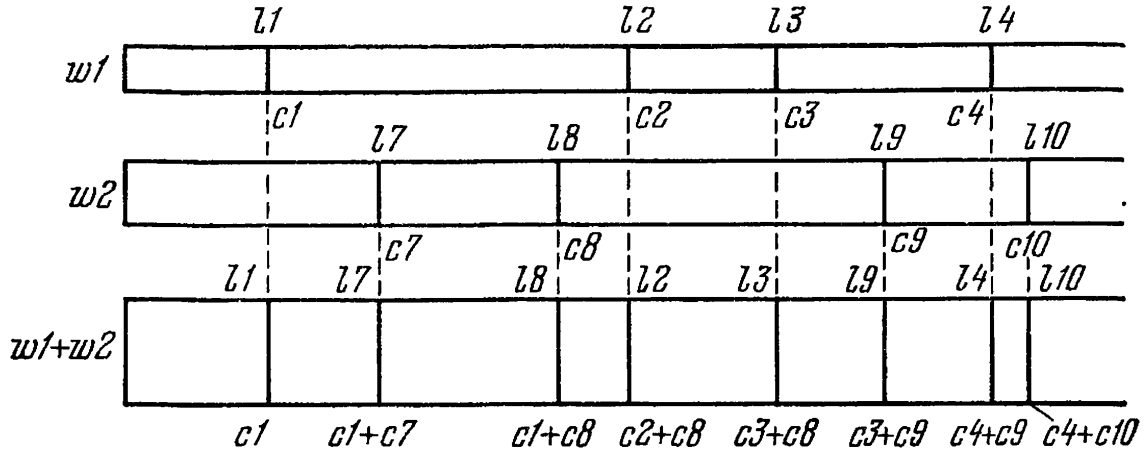 l1 l2 l3 l4
w1
c1 c2 c3 c4
l7 l8 l9 l10
w2
c7 c8 c9 c10
l1 l7 l8 l2 l3 l9 l4 l10
w1+w2
c1 c1+c7 c1+c8 c2+c8 c3+c8 c3+c9 c4+c9 c4+c10